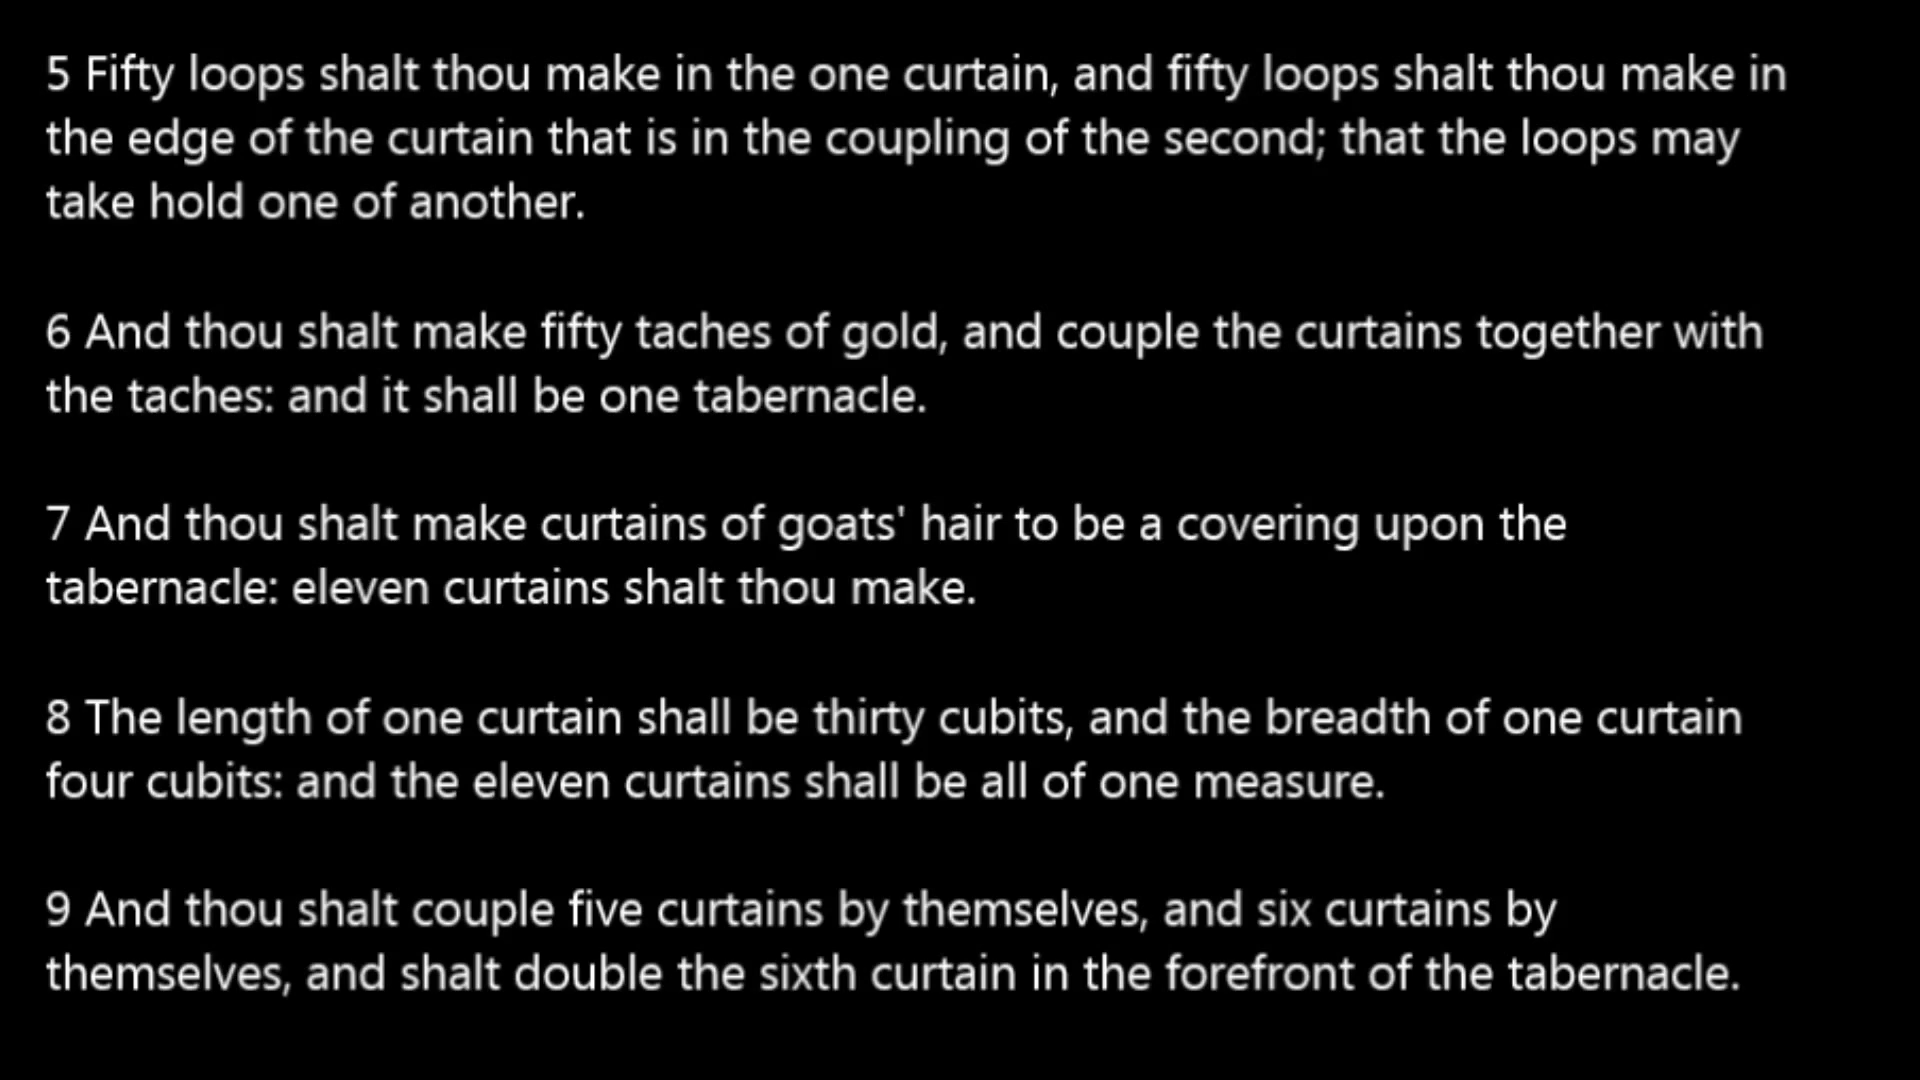 5 Fifty loops shalt thou make in the one curtain, and fifty loops shalt thou make in
the edge of the curtain that is in the coupling of the second; that the loops may
take hold one of another.
6 And thou shalt make fifty taches of gold, and couple the curtains together with
the taches: and it shall be one tabernacle.
7 And thou shalt make curtains of goats' hair to be a covering upon the
tabernacle: eleven curtains shalt thou make.
8 The length of one curtain shall be thirty cubits, and the breadth of one curtain
four cubits: and the eleven curtains shall be all of one measure.
9 And thou shalt couple five curtains by themselves, and six curtains by
themselves, and shalt double the sixth curtain in the forefront of the tabernacle.